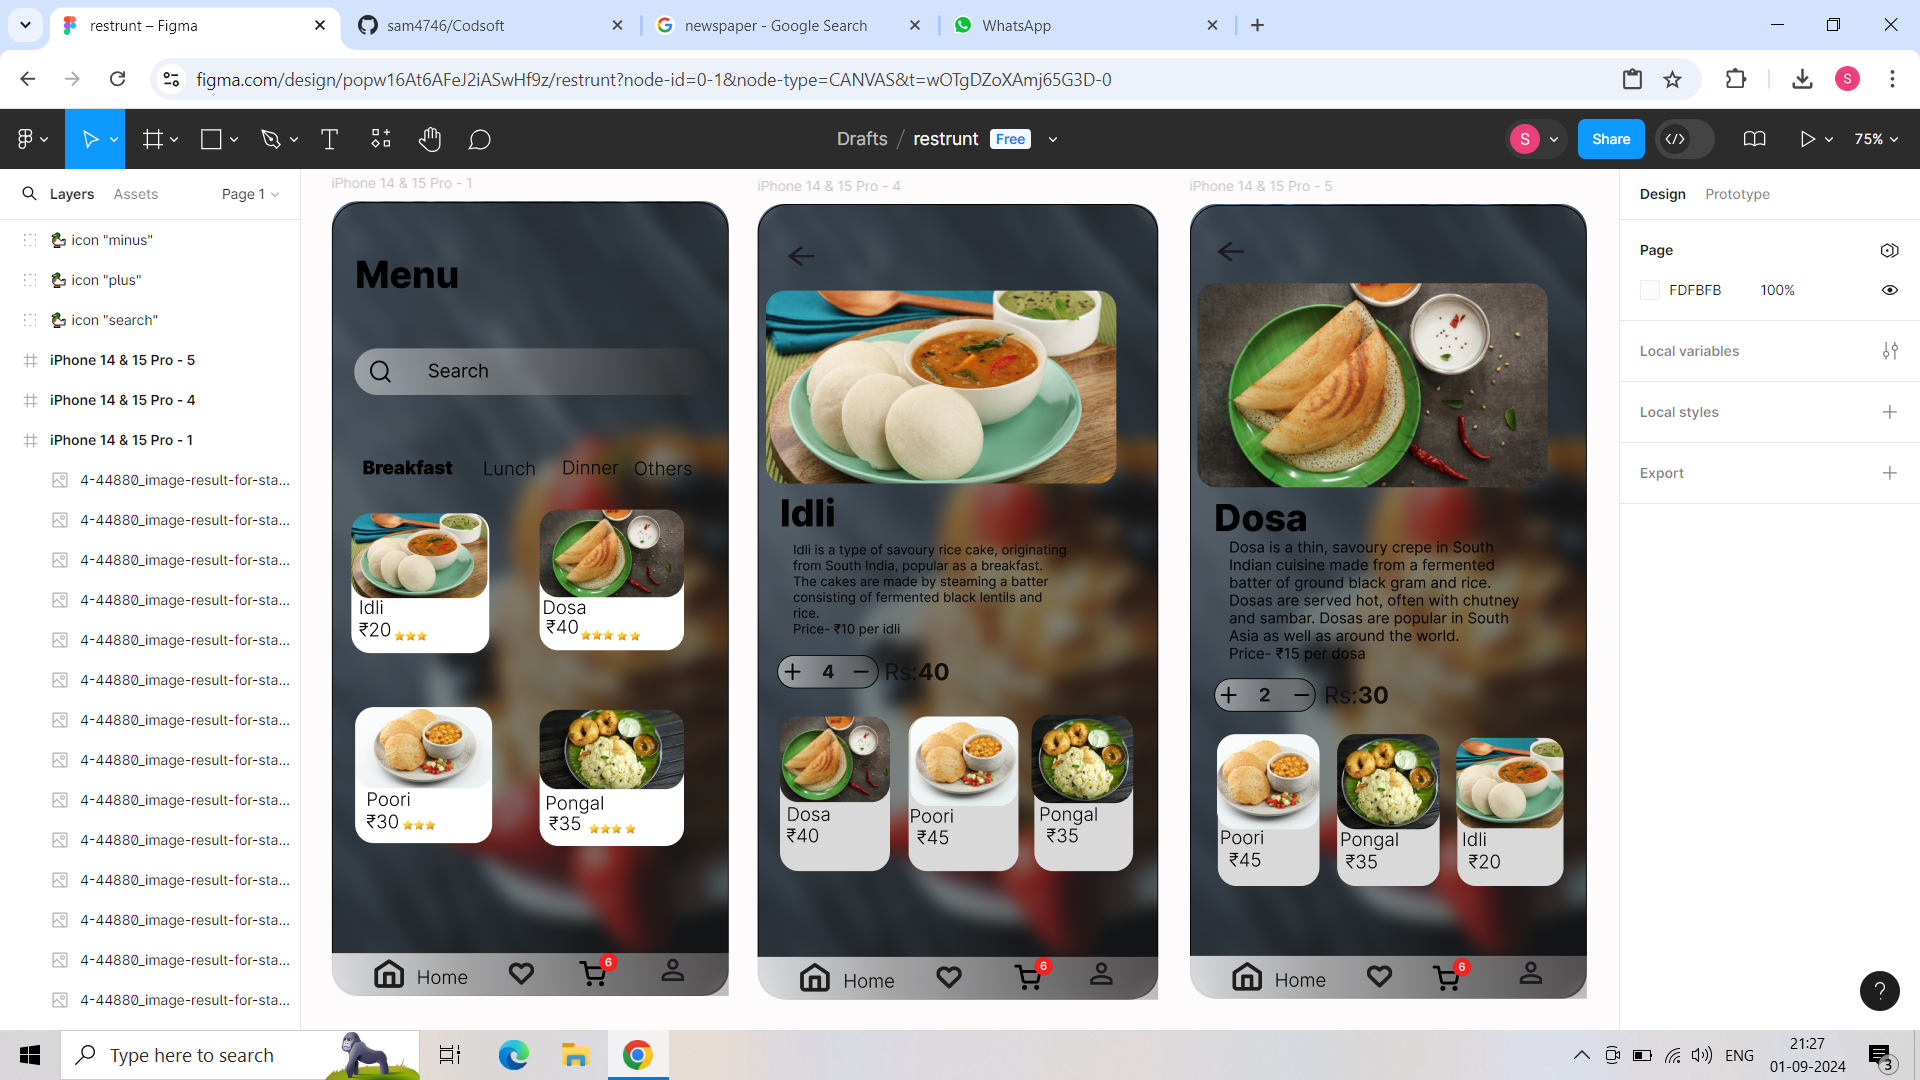 restrunt – Figma
sam4746/Codsoft
newspaper - Google Search
WhatsApp
figma.com/design/popw16At6AFeJ2iASwHf9z/restrunt?node-id=0-1&node-type=CANVAS&t=wOTgDZoXAmj65G3D-0
S
Drafts / restrunt Free
S
Share
75%
Layers
Assets
Page 1
icon "minus"
icon "plus"
icon "search"
iPhone 14 & 15 Pro - 5
iPhone 14 & 15 Pro - 4
iPhone 14 & 15 Pro - 1
4-44880_image-result-for-sta...
4-44880_image-result-for-sta...
4-44880_image-result-for-sta...
4-44880_image-result-for-sta...
4-44880_image-result-for-sta...
4-44880_image-result-for-sta...
4-44880_image-result-for-sta...
4-44880_image-result-for-sta...
4-44880_image-result-for-sta...
4-44880_image-result-for-sta...
4-44880_image-result-for-sta...
4-44880_image-result-for-sta...
4-44880_image-result-for-sta...
4-44880_image-result-for-sta...
iPhone 14 & 15 Pro - 1
Menu
Search
Breakfast Lunch Dinner Others
Idli
₹20
Dosa
₹40
Poori
₹30
Pongal
₹35
Home
6
iPhone 14 & 15 Pro - 4
Idli
Idli is a type of savoury rice cake, originating
from South India, popular as a breakfast.
The cakes are made by steaming a batter
consisting of fermented black lentils and
rice.
Price- ₹10 per idli
+ 4 − Rs:40
Dosa
₹40
Poori
₹45
Pongal
₹35
Home
6
iPhone 14 & 15 Pro - 5
Dosa
Dosa is a thin, savoury crepe in South
Indian cuisine made from a fermented
batter of ground black gram and rice.
Dosas are served hot, often with chutney
and sambar. Dosas are popular in South
Asia as well as around the world.
Price- ₹15 per dosa
+ 2 − Rs:30
Poori
₹45
Pongal
₹35
Idli
₹20
Home
6
Design
Prototype
Page
FDFBFB 100%
Local variables
Local styles
Export
?
Type here to search
ENG
21:27
01-09-2024
3